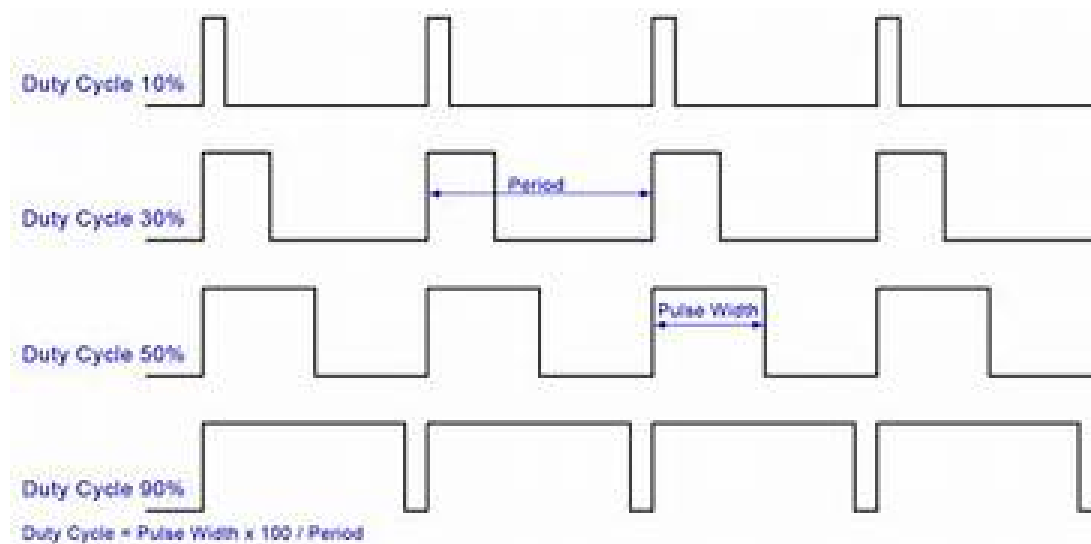 Duty Cycle 10%
Period
Duty Cycle 30%
Pulse Width
Duty Cycle 50%
Duty Cycle 90%
Duty Cycle = Pulse Width x 100 / Period